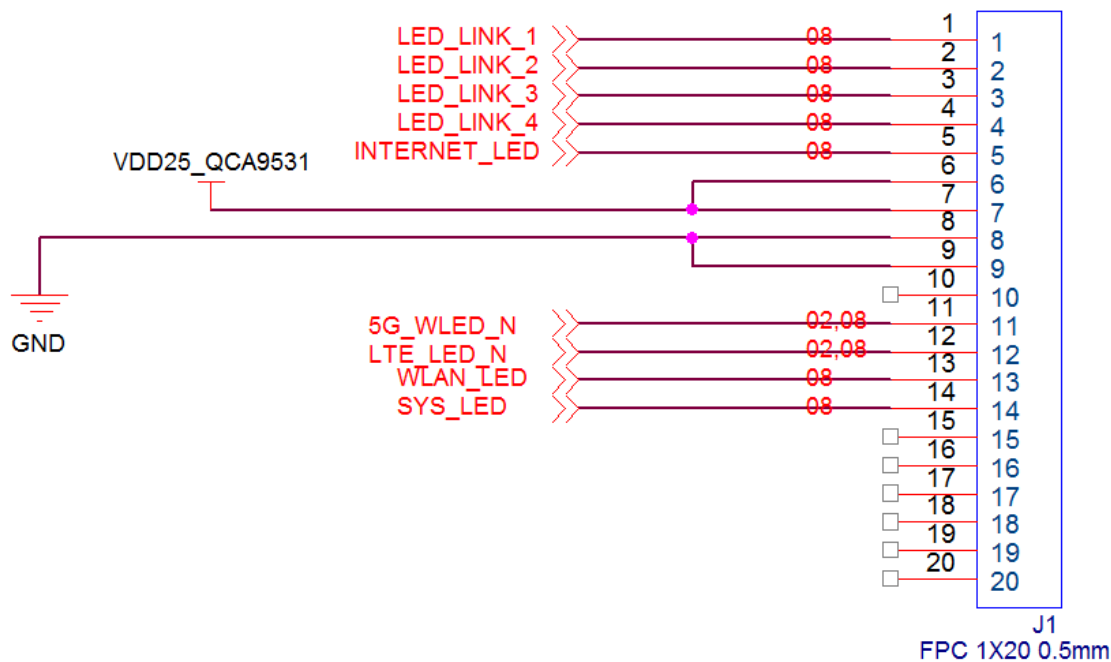 LED_LINK_1 08 1 1
LED_LINK_2 08 2 2
LED_LINK_3 08 3 3
LED_LINK_4 08 4 4
INTERNET_LED 08 5 5
VDD25_QCA9531 6 6
7 7
8 8
9 9
10 10
GND
5G_WLED_N 02,08 11 11
LTE_LED_N 02,08 12 12
WLAN_LED 08 13 13
SYS_LED 08 14 14
15 15
16 16
17 17
18 18
19 19
20 20
J1
FPC 1X20 0.5mm